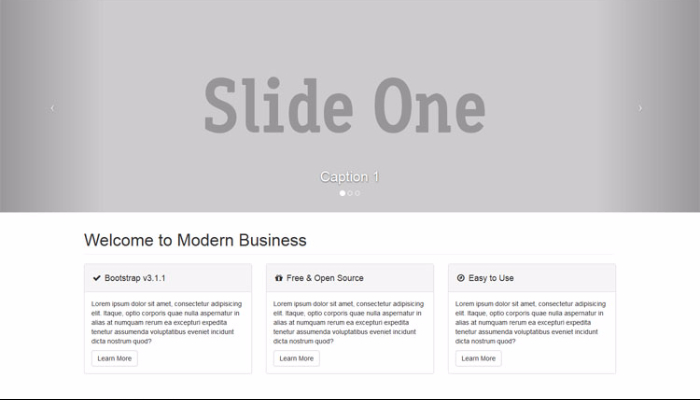 Slide One
Caption 1
Welcome to Modern Business
Bootstrap v3.1.1
Lorem ipsum dolor sit amet, consectetur adipisicing
elit. Itaque, optio corporis quae nulla aspernatur in
alias at numquam rerum ea excepturi expedita
tenetur assumenda voluptatibus eveniet incidunt
dicta nostrum quod?
Learn More
Free & Open Source
Lorem ipsum dolor sit amet, consectetur adipisicing
elit. Itaque, optio corporis quae nulla aspernatur in
alias at numquam rerum ea excepturi expedita
tenetur assumenda voluptatibus eveniet incidunt
dicta nostrum quod?
Learn More
Easy to Use
Lorem ipsum dolor sit amet, consectetur adipisicing
elit. Itaque, optio corporis quae nulla aspernatur in
alias at numquam rerum ea excepturi expedita
tenetur assumenda voluptatibus eveniet incidunt
dicta nostrum quod?
Learn More